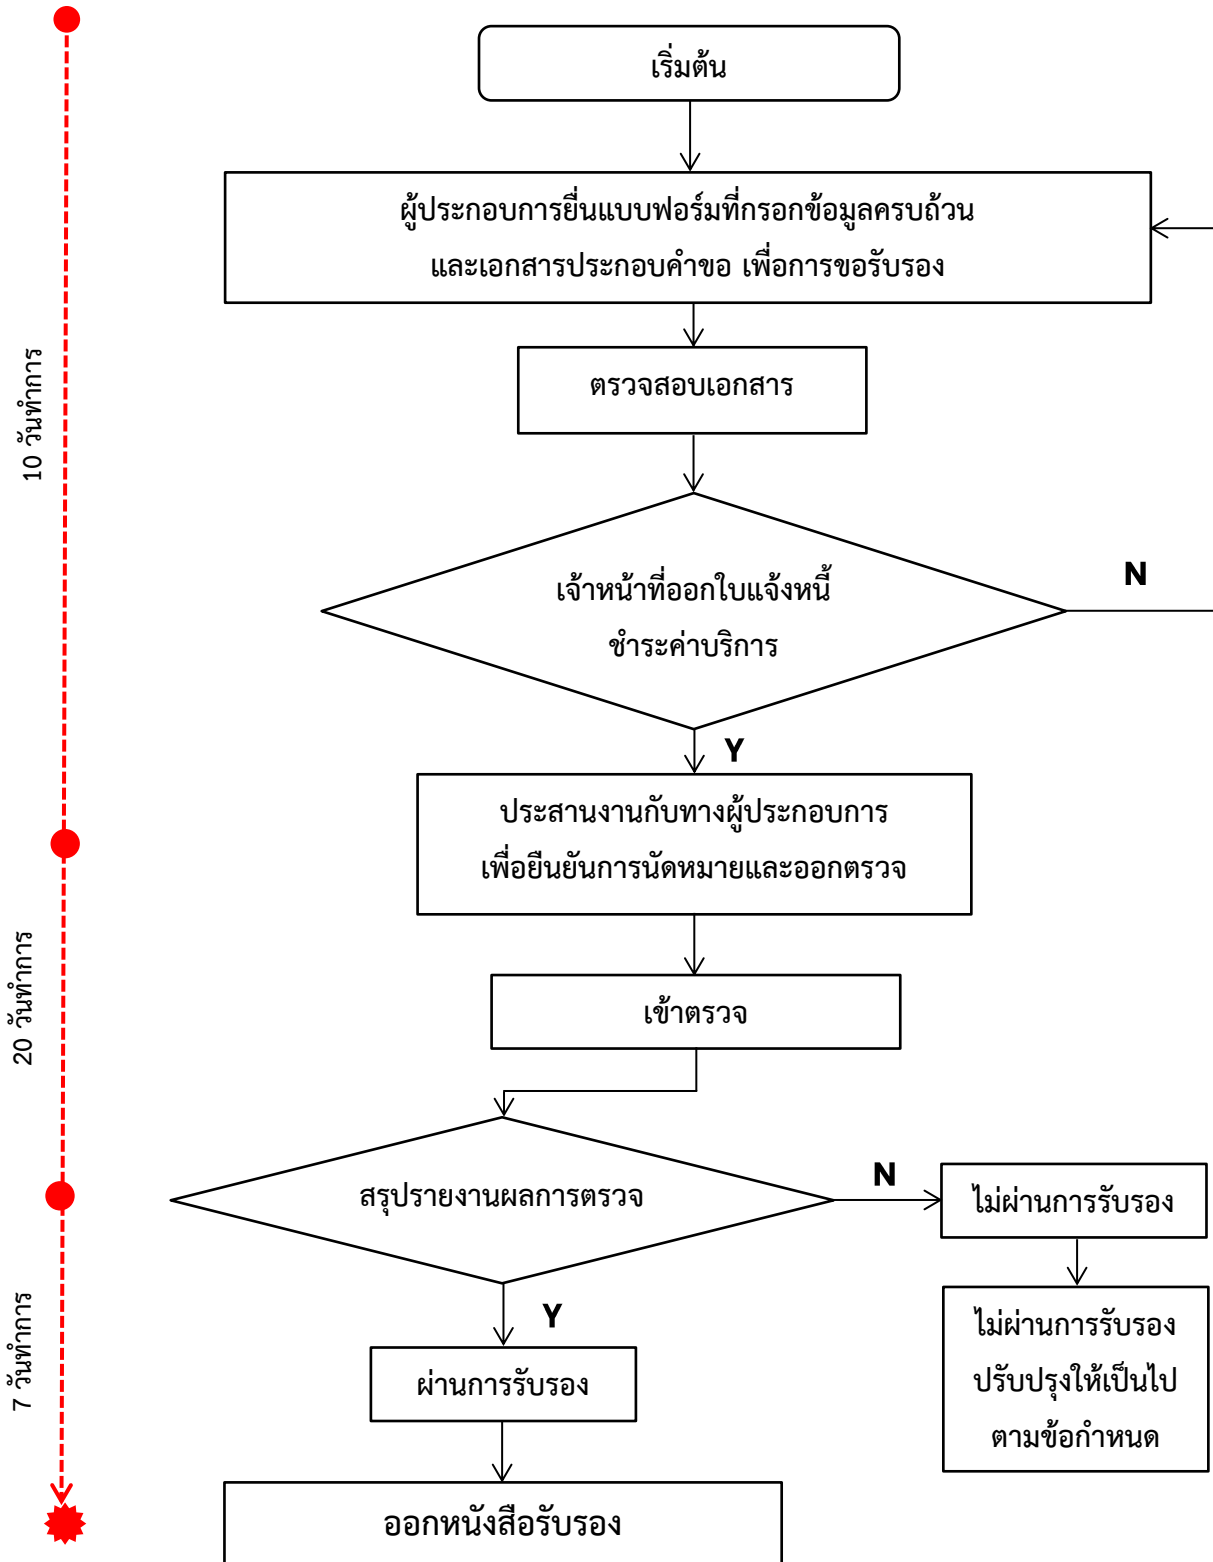 เริ่มต้น
ผู้ประกอบการยื่นแบบฟอร์มที่กรอกข้อมูลครบถ้วน
และเอกสารประกอบคำขอ เพื่อการขอรับรอง
ตรวจสอบเอกสาร
10 วันทำการ
เจ้าหน้าที่ออกใบแจ้งหนี้
ชำระค่าบริการ
N
Y
ประสานงานกับทางผู้ประกอบการ
เพื่อยืนยันการนัดหมายและออกตรวจ
20 วันทำการ
เข้าตรวจ
สรุปรายงานผลการตรวจ
N
ไม่ผ่านการรับรอง
Y
7 วันทำการ
ไม่ผ่านการรับรอง
ปรับปรุงให้เป็นไป
ตามข้อกำหนด
ผ่านการรับรอง
ออกหนังสือรับรอง